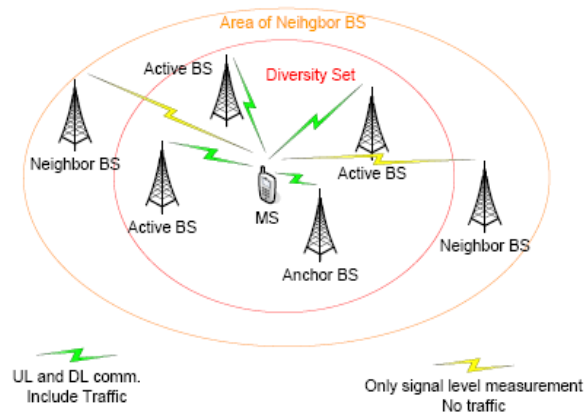 Area of Neihgbor BS
Active BS
Diversity Set
Neighbor BS
Active BS
Active BS
MS
Anchor BS
Neighbor BS
UL and DL comm.
Include Traffic
Only signal level measurement
No traffic